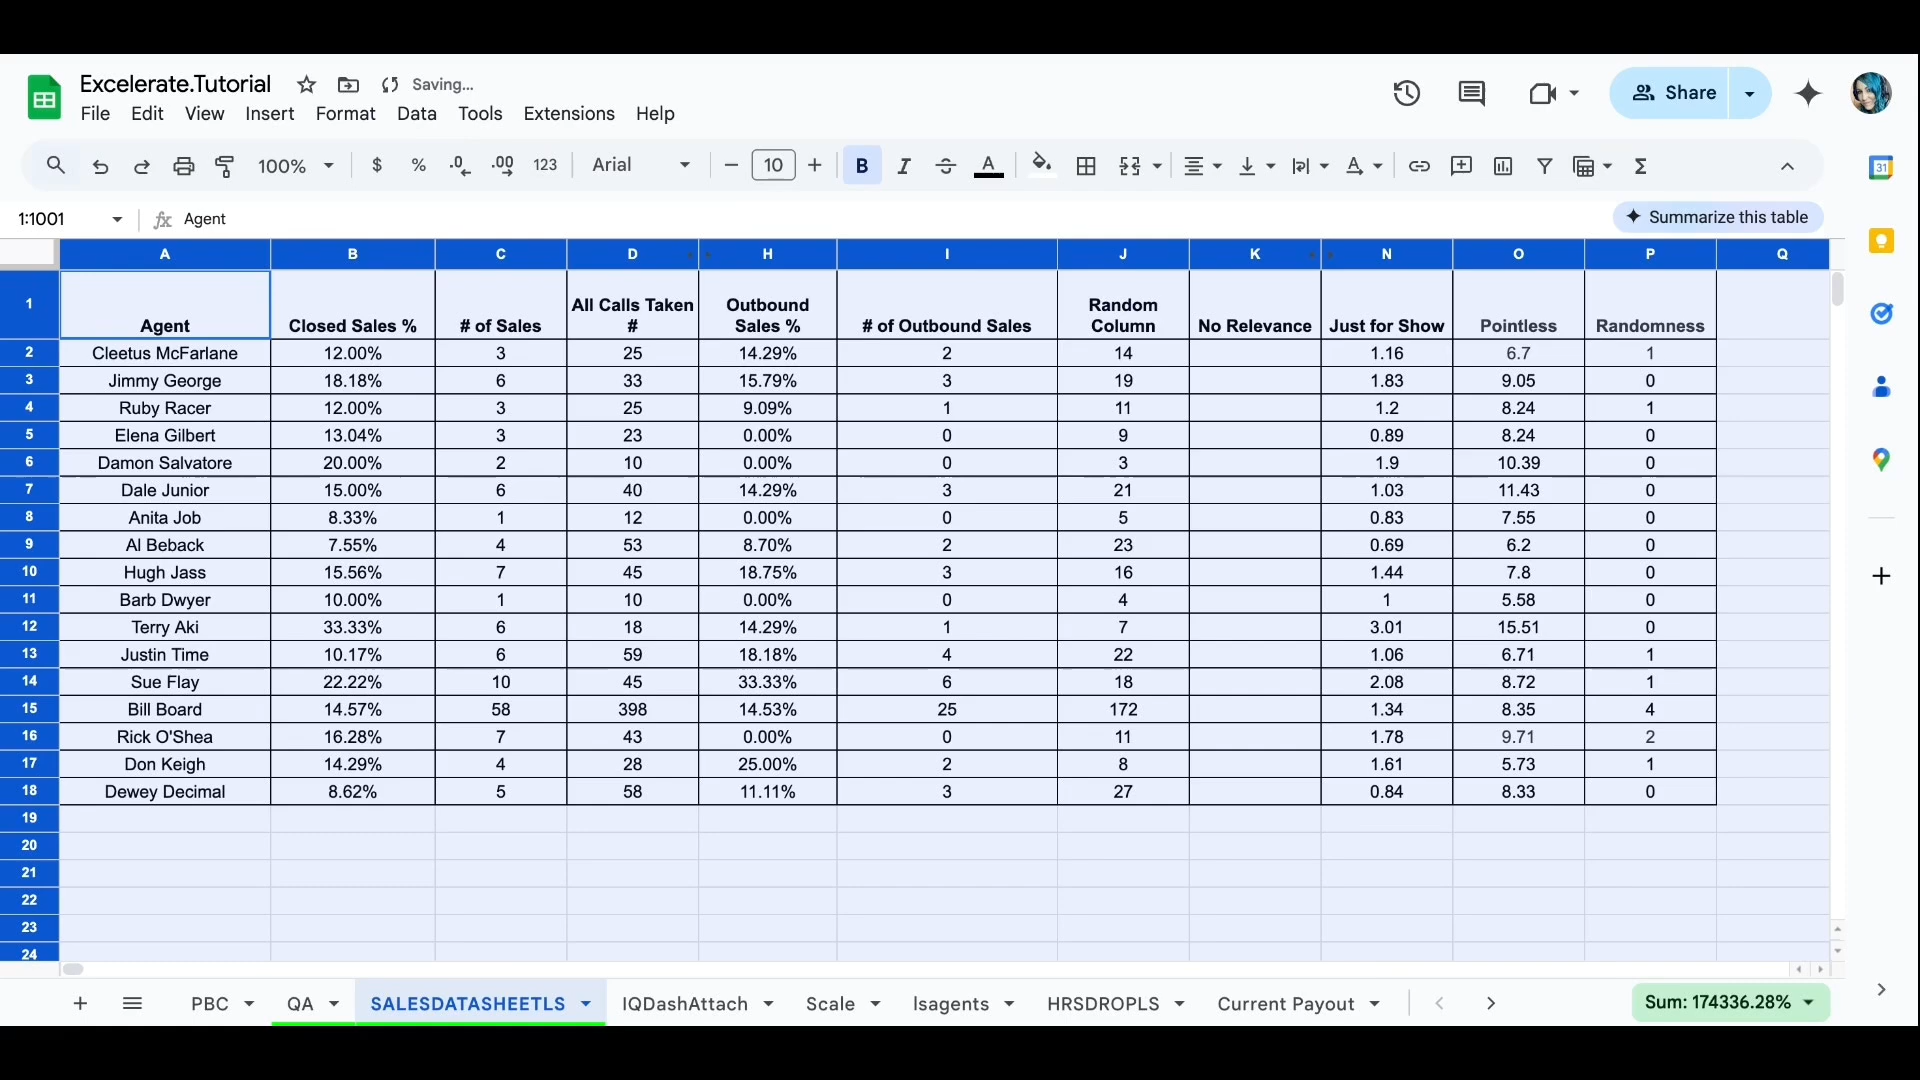 Excelerate.Tutorial Saving...
File Edit View Insert Format Data Tools Extensions Help
Share
100% $ % .0 .00 123 Arial 10 B I S A Σ
31
1:1001 fx Agent
Summarize this table
A B C D H I J K N O P Q
1 Agent Closed Sales % # of Sales All Calls Taken # Outbound Sales % # of Outbound Sales Random Column No Relevance Just for Show Pointless Randomness
2 Cleetus McFarlane 12.00% 3 25 14.29% 2 14 1.16 6.7 1
3 Jimmy George 18.18% 6 33 15.79% 3 19 1.83 9.05 0
4 Ruby Racer 12.00% 3 25 9.09% 1 11 1.2 8.24 1
5 Elena Gilbert 13.04% 3 23 0.00% 0 9 0.89 8.24 0
6 Damon Salvatore 20.00% 2 10 0.00% 0 3 1.9 10.39 0
7 Dale Junior 15.00% 6 40 14.29% 3 21 1.03 11.43 0
8 Anita Job 8.33% 1 12 0.00% 0 5 0.83 7.55 0
9 Al Beback 7.55% 4 53 8.70% 2 23 0.69 6.2 0
10 Hugh Jass 15.56% 7 45 18.75% 3 16 1.44 7.8 0
11 Barb Dwyer 10.00% 1 10 0.00% 0 4 1 5.58 0
12 Terry Aki 33.33% 6 18 14.29% 1 7 3.01 15.51 0
13 Justin Time 10.17% 6 59 18.18% 4 22 1.06 6.71 1
14 Sue Flay 22.22% 10 45 33.33% 6 18 2.08 8.72 1
15 Bill Board 14.57% 58 398 14.53% 25 172 1.34 8.35 4
16 Rick O'Shea 16.28% 7 43 0.00% 0 11 1.78 9.71 2
17 Don Keigh 14.29% 4 28 25.00% 2 8 1.61 5.73 1
18 Dewey Decimal 8.62% 5 58 11.11% 3 27 0.84 8.33 0
19
20
21
22
23
24
PBC QA SALESDATASHEETLS IQDashAttach Scale lsagents HRSDROPLS Current Payout Sum: 174336.28%